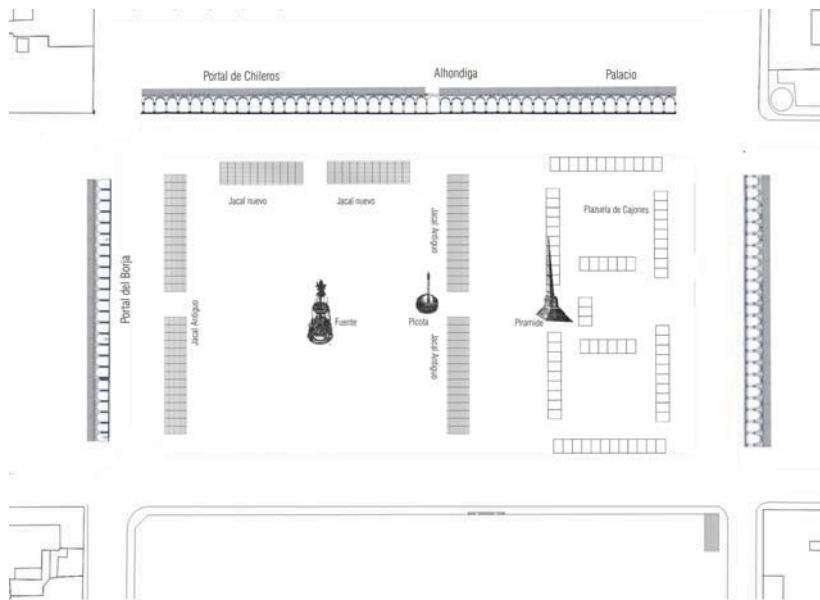 Portal de Chileros
Alhondiga
Palacio
Jacal nuevo
Jacal nuevo
Jacal Antiguo
Plazuela de Cajones
Portal del Borja
Jacal Antiguo
Fuente
Picola
Piramide
Jacal Antiguo